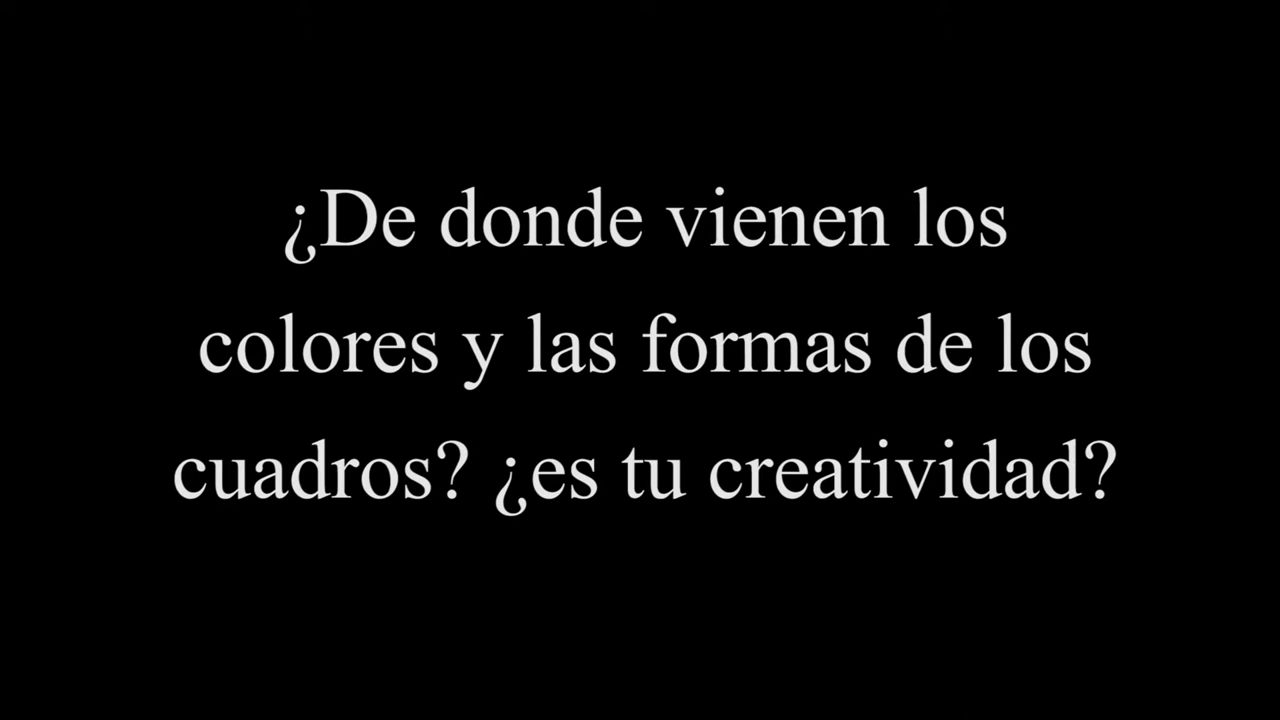 ¿De donde vienen los
colores y las formas de los
cuadros? ¿es tu creatividad?